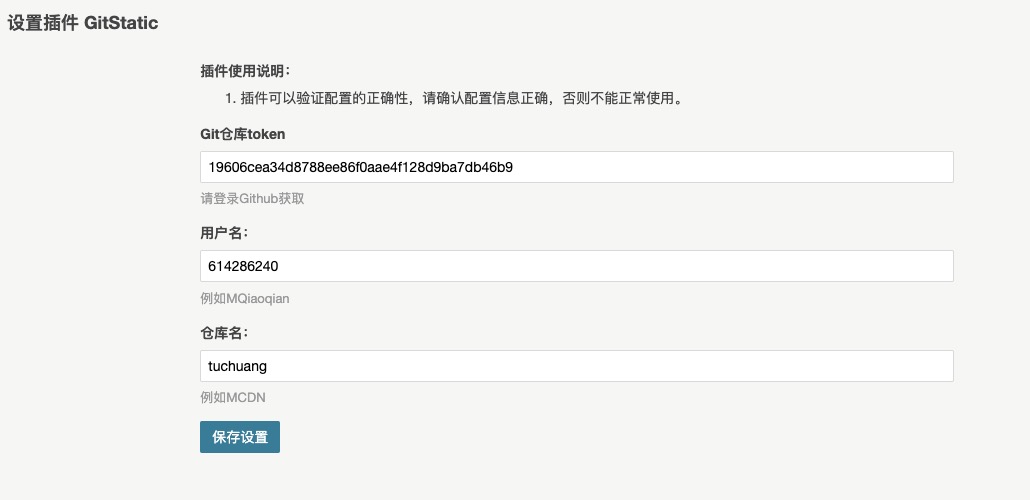 设置插件 GitStatic
插件使用说明：
1. 插件可以验证配置的正确性，请确认配置信息正确，否则不能正常使用。
Git仓库token
19606cea34d8788ee86f0aae4f128d9ba7db46b9
请登录Github获取
用户名：
614286240
例如MQiaoqian
仓库名：
tuchuang
例如MCDN
保存设置